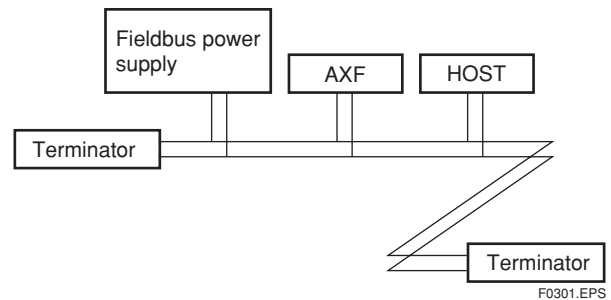 Fieldbus power
supply
AXF
HOST
Terminator
Terminator
F0301.EPS